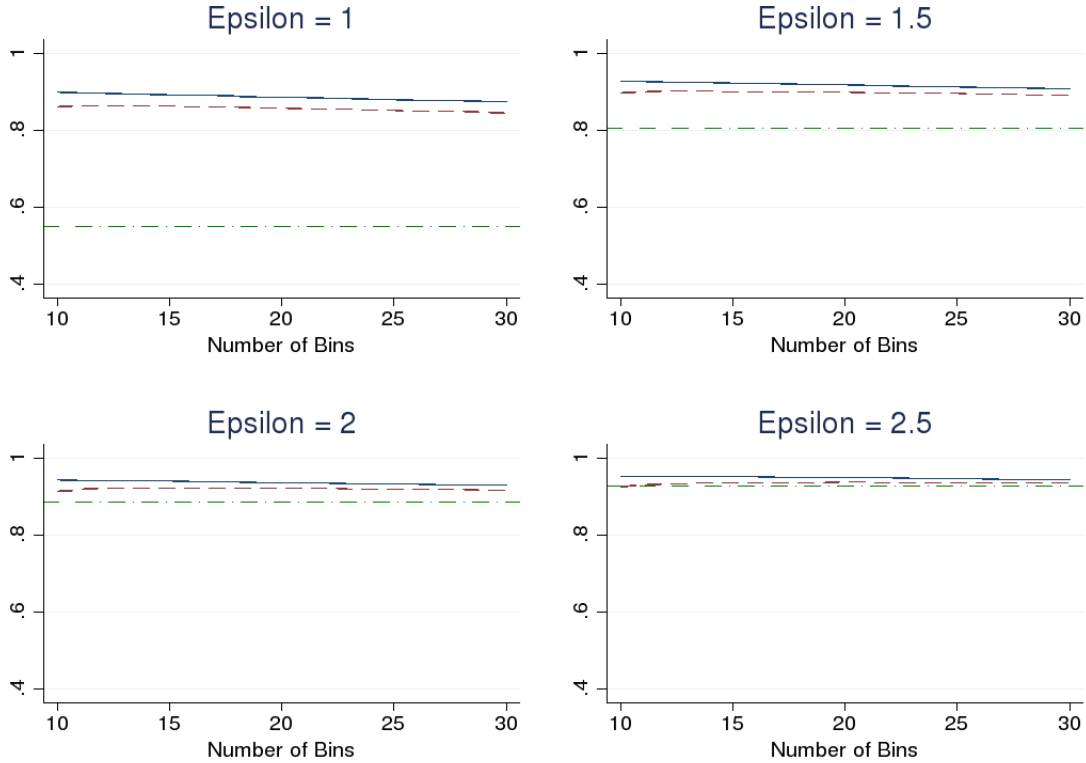 Epsilon = 1
1
.8
.6
.4
10 15 20 25 30
Number of Bins
Epsilon = 1.5
1
.8
.6
.4
10 15 20 25 30
Number of Bins
Epsilon = 2
1
.8
.6
.4
10 15 20 25 30
Number of Bins
Epsilon = 2.5
1
.8
.6
.4
10 15 20 25 30
Number of Bins